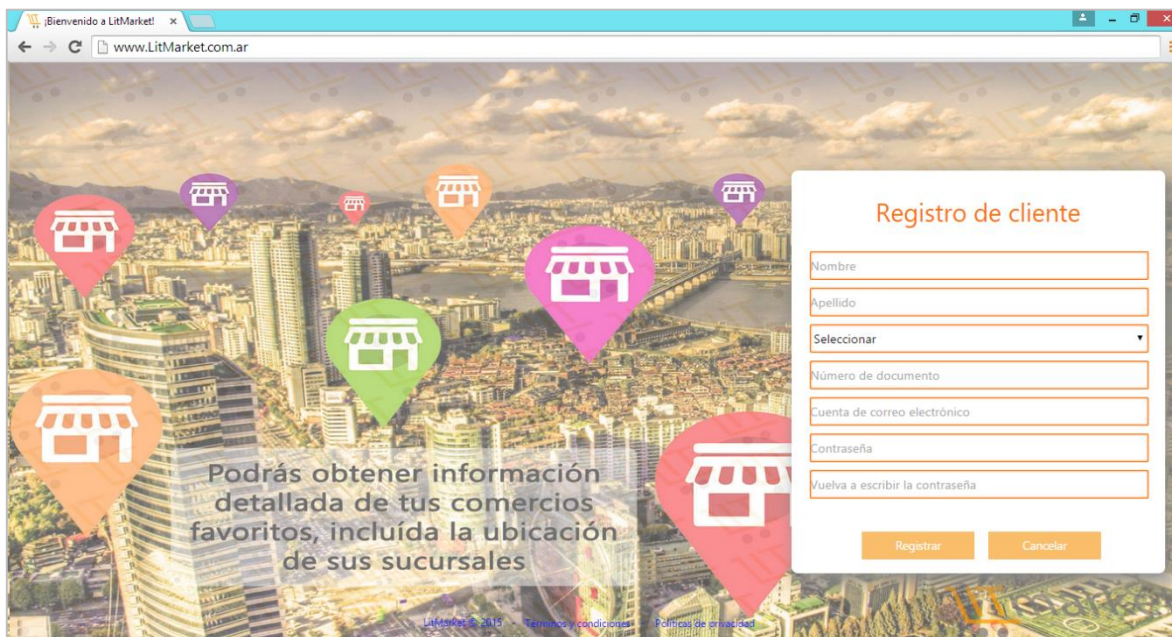 ¡Bienvenido a LitMarket!
www.LitMarket.com.ar
Registro de cliente
Nombre
Apellido
Seleccionar
Número de documento
Cuenta de correo electrónico
Contraseña
Vuelva a escribir la contraseña
Registrar Cancelar
Podrás obtener información
detallada de tus comercios
favoritos, incluída la ubicación
de sus sucursales
LitMarket © 2015 - Términos y condiciones - Políticas de privacidad